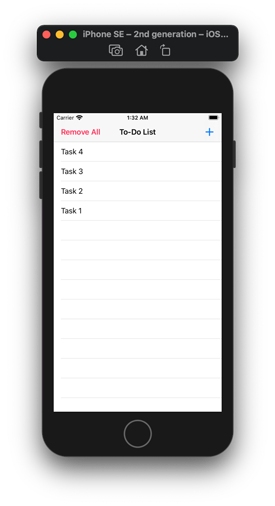 iPhone SE – 2nd generation – iOS...
Carrier 1:32 AM
Remove All To-Do List +
Task 4
Task 3
Task 2
Task 1